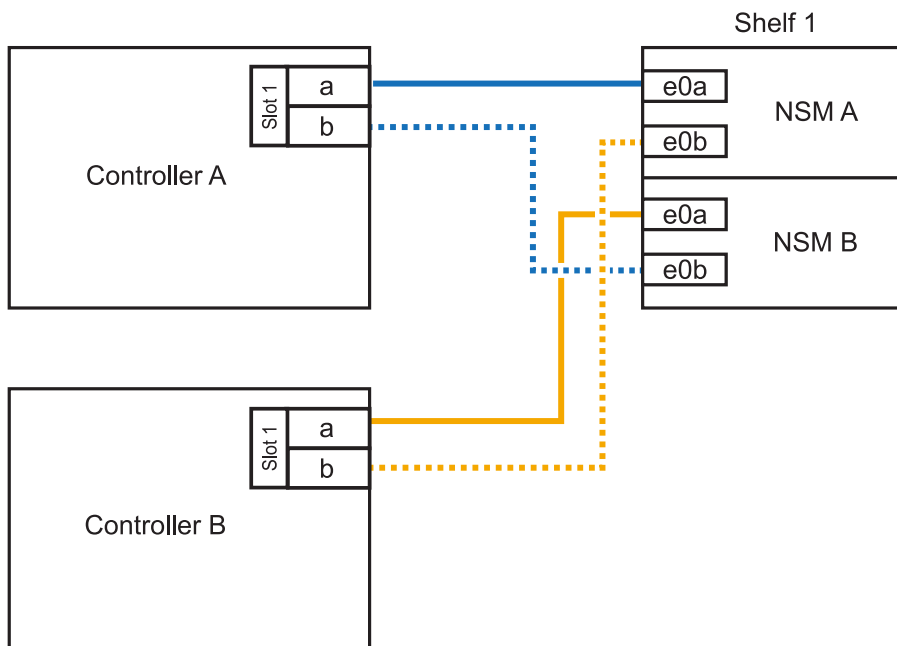 Shelf 1
Slot 1
a
b
Controller A
e0a
e0b
NSM A
e0a
e0b
NSM B
Slot 1
a
b
Controller B